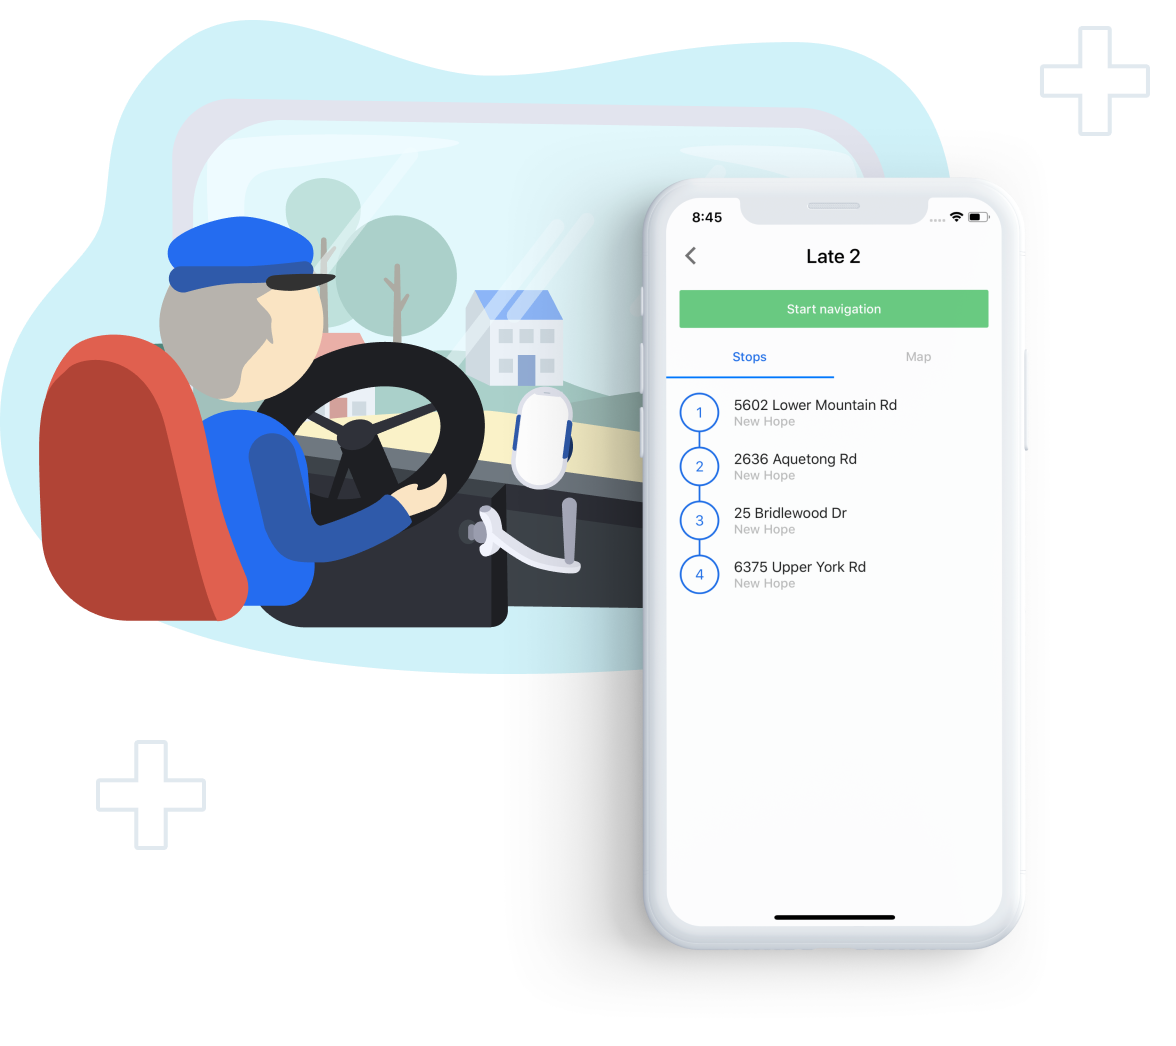 8:45
Late 2
Start navigation
Stops
Map
1
5602 Lower Mountain Rd
New Hope
2
2636 Aquetong Rd
New Hope
3
25 Bridlewood Dr
New Hope
4
6375 Upper York Rd
New Hope